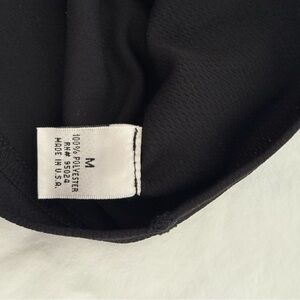 M
100% POLYESTER
RN# 95024
MADE IN U.S.A.